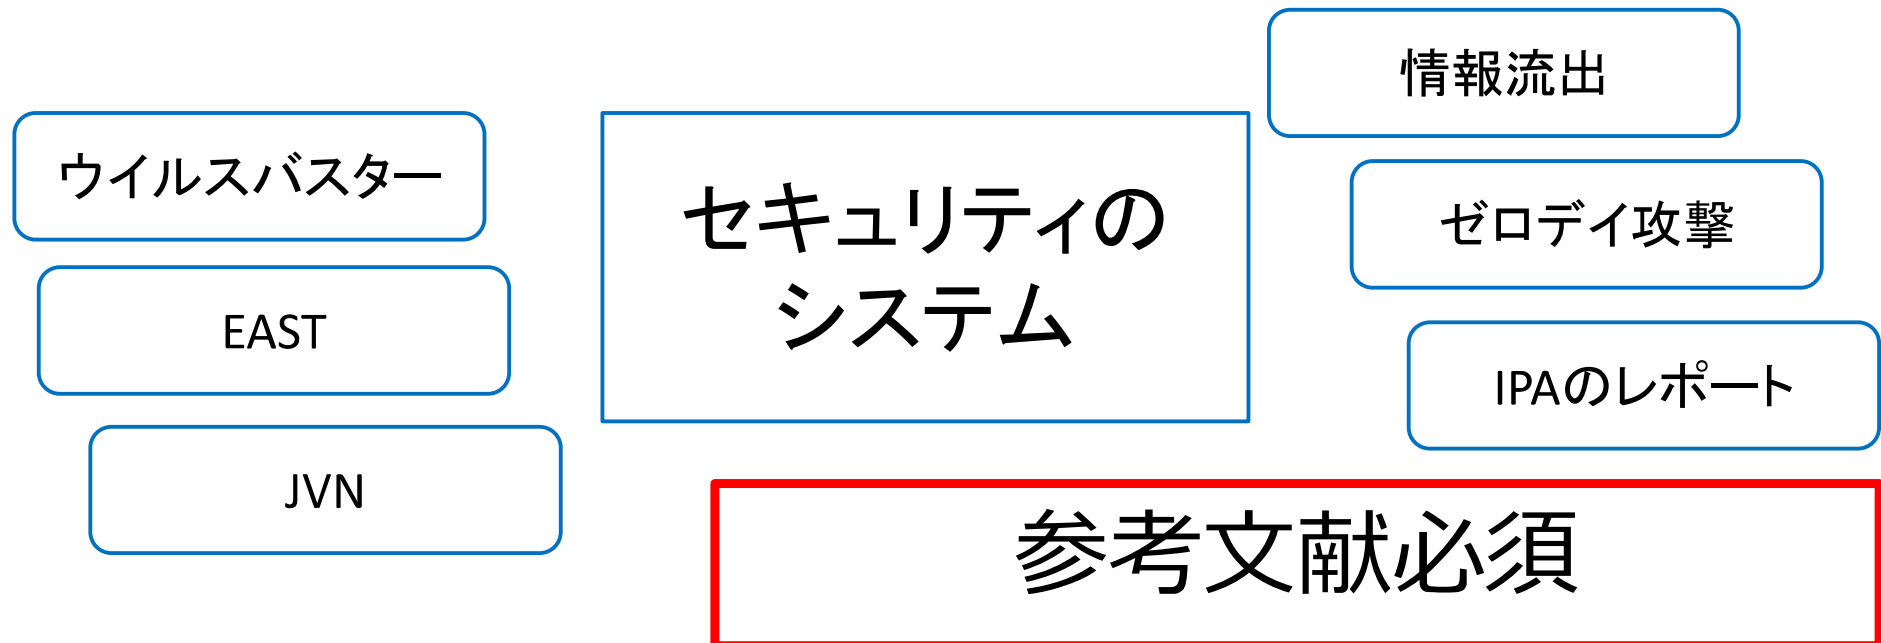 情報流出
ウイルスバスター
セキュリティの
システム
ゼロデイ攻撃
EAST
IPAのレポート
JVN
参考文献必須